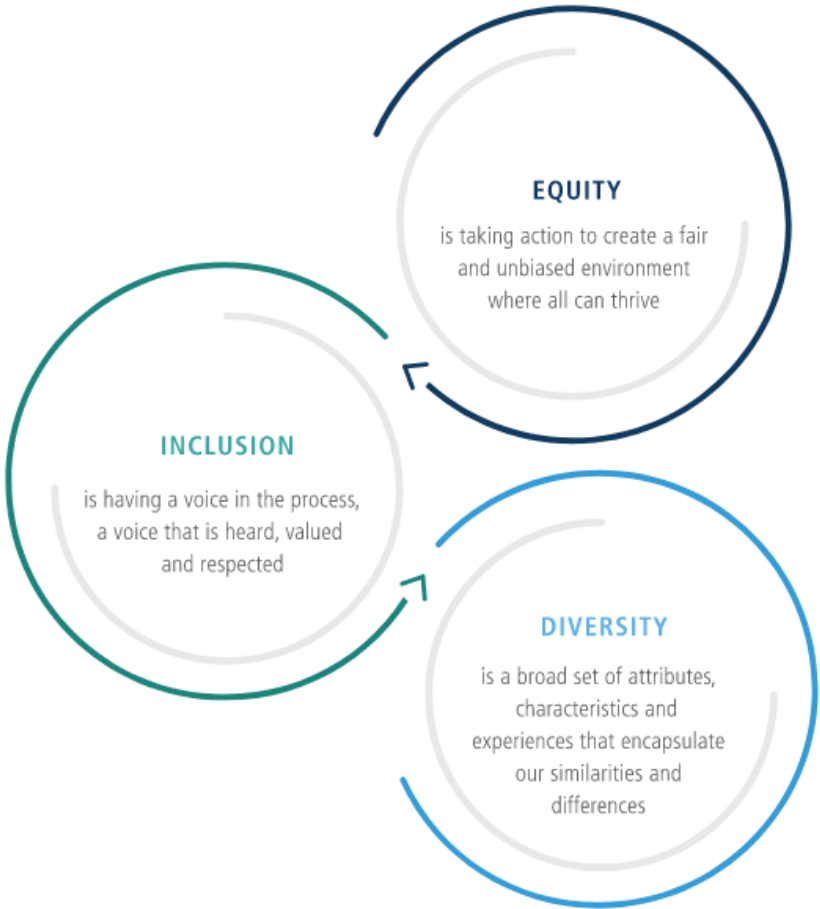 EQUITY
is taking action to create a fair
and unbiased environment
where all can thrive
INCLUSION
is having a voice in the process,
a voice that is heard, valued
and respected
DIVERSITY
is a broad set of attributes,
characteristics and
experiences that encapsulate
our similarities and
differences